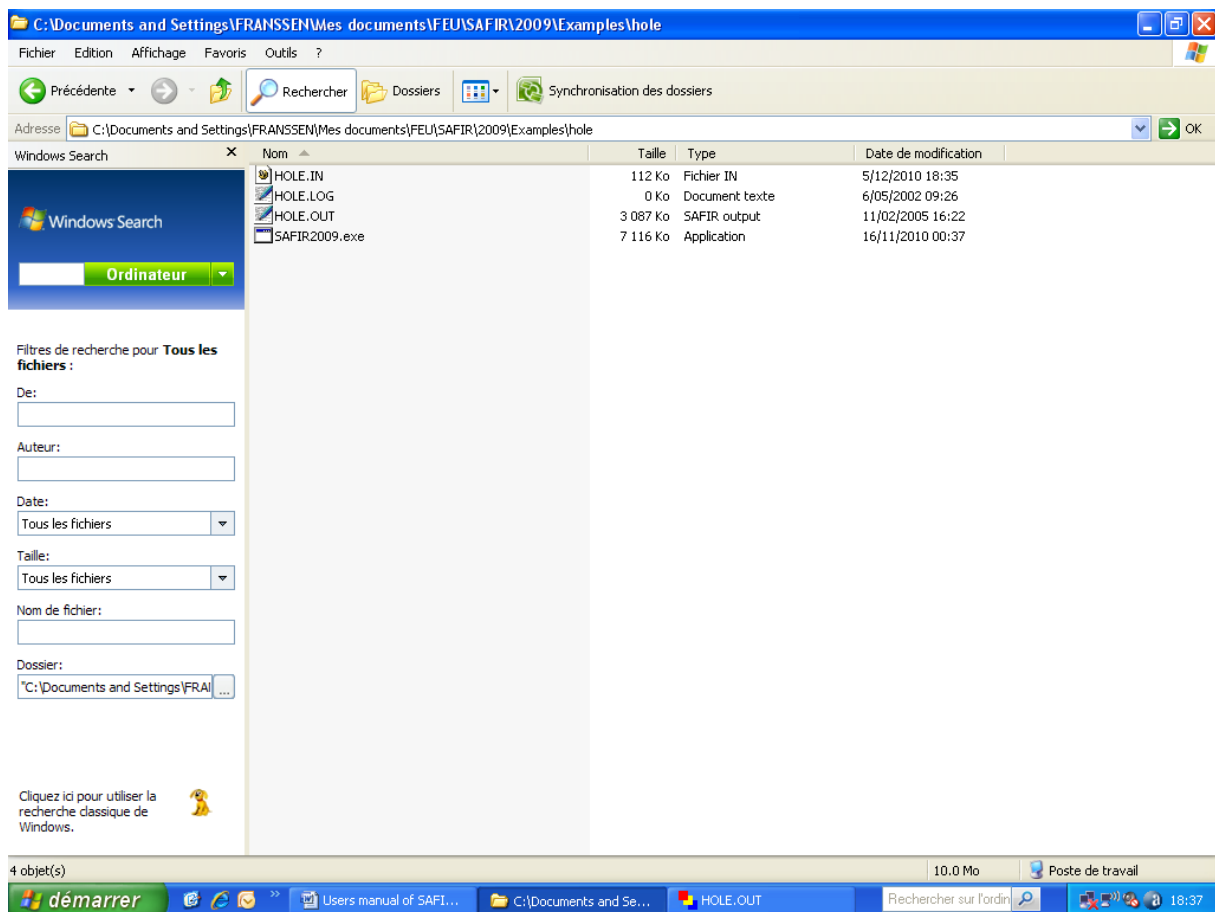 C:\Documents and Settings\FRANSSEN\Mes documents\FEU\SAFIR\2009\Examples\hole
Fichier Edition Affichage Favoris Outils ?
Précédente Rechercher Dossiers Synchronisation des dossiers
Adresse C:\Documents and Settings\FRANSSEN\Mes documents\FEU\SAFIR\2009\Examples\hole OK
Windows Search × Nom Taille Type Date de modification
HOLE.IN 112 Ko Fichier IN 5/12/2010 18:35
HOLE.LOG 0 Ko Document texte 6/05/2002 09:26
HOLE.OUT 3 087 Ko SAFIR output 11/02/2005 16:22
SAFIR2009.exe 7 116 Ko Application 16/11/2010 00:37
Windows Search
Ordinateur
Filtres de recherche pour Tous les
fichiers :
De:
Auteur:
Date:
Tous les fichiers
Taille:
Tous les fichiers
Nom de fichier:
Dossier:
"C:\Documents and Settings\FRAI ...
Cliquez ici pour utiliser la
recherche classique de
Windows.
4 objet(s) 10.0 Mo Poste de travail
démarrer » Users manual of SAFI... C:\Documents and Se... HOLE.OUT Rechercher sur l'ordin 18:37